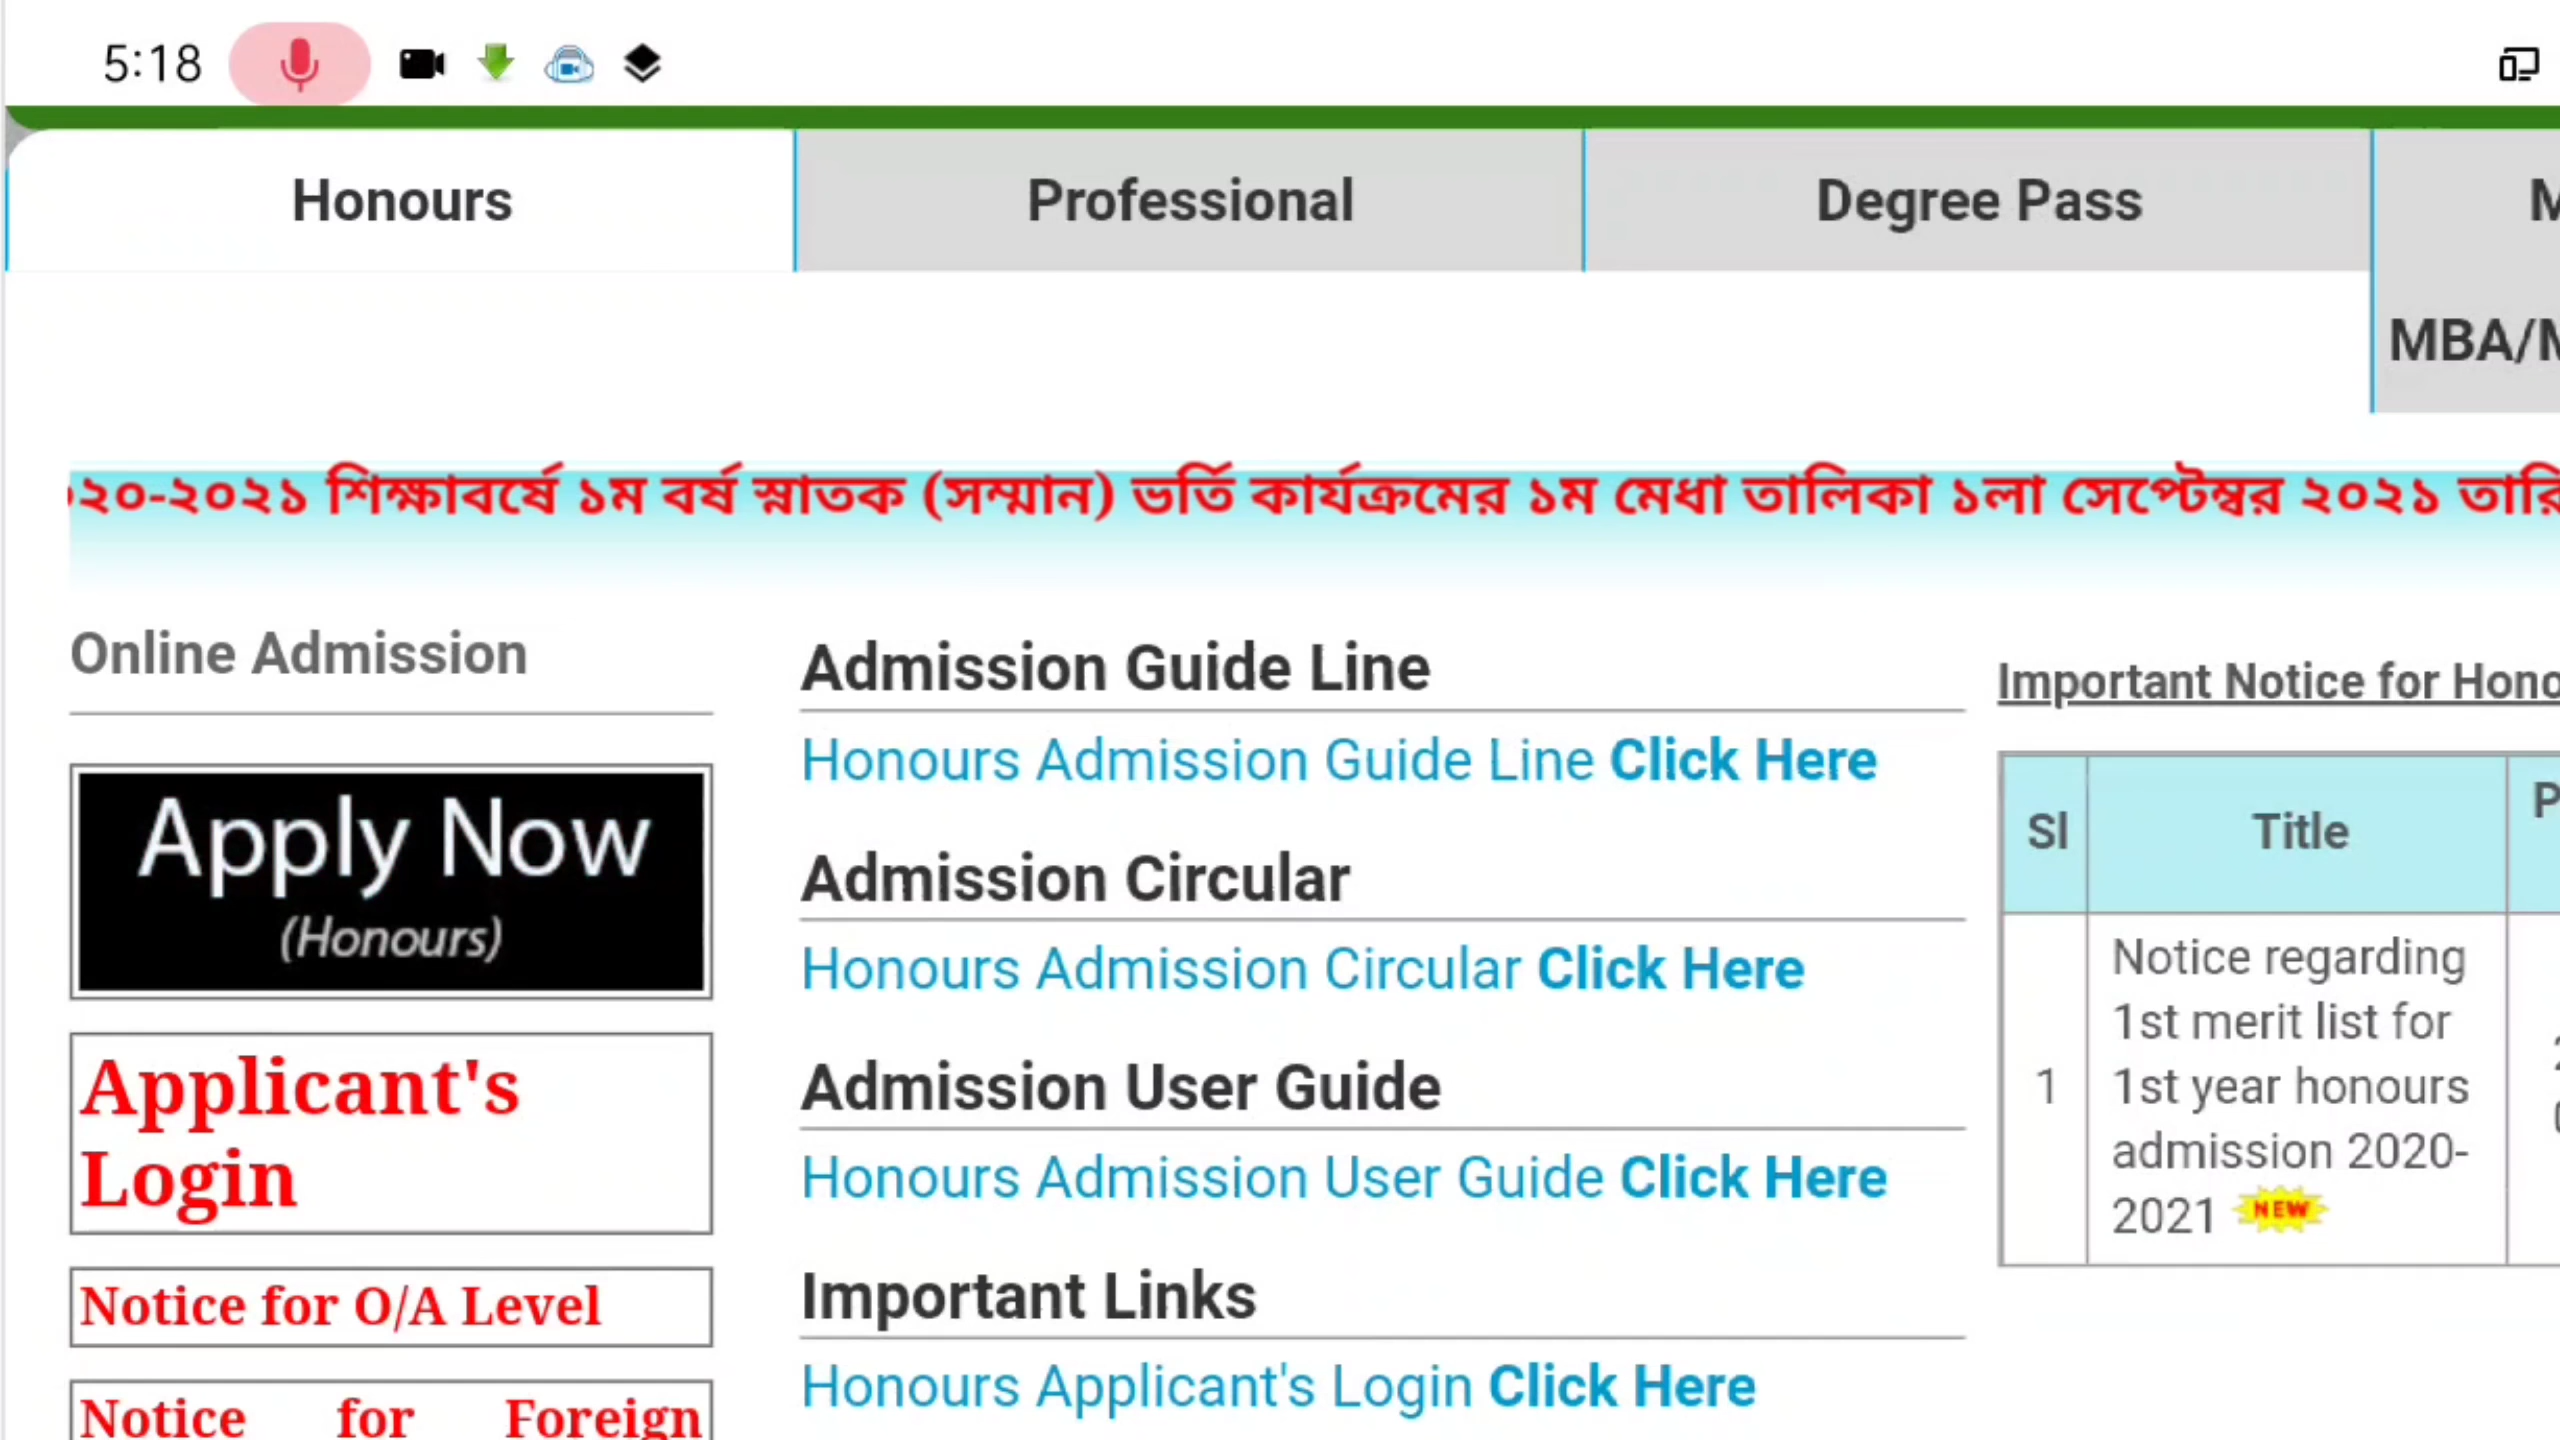 5:18
Honours
Professional
Degree Pass
MBA/M
২০-২০২১ শিক্ষাবর্ষে ১ম বর্ষ স্নাতক (সম্মান) ভর্তি কার্যক্রমের ১ম মেধা তালিকা ১লা সেপ্টেম্বর ২০২১ তারি
Online Admission
Apply Now
(Honours)
Applicant's
Login
Notice for O/A Level
Notice for Foreign
Admission Guide Line
Honours Admission Guide Line Click Here
Admission Circular
Honours Admission Circular Click Here
Admission User Guide
Honours Admission User Guide Click Here
Important Links
Honours Applicant's Login Click Here
Important Notice for Hono
Sl
Title
1
Notice regarding
1st merit list for
1st year honours
admission 2020-
2021 NEW